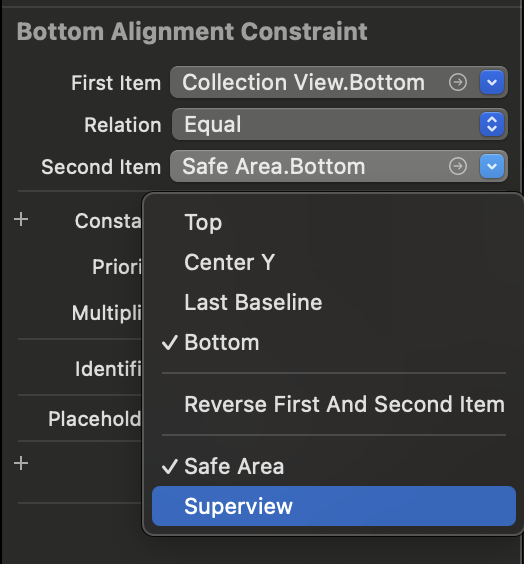 Bottom Alignment Constraint
First Item Collection View.Bottom
Relation Equal
Second Item Safe Area.Bottom
+ Consta
Top
Center Y
Priori
Last Baseline
Multipli
✓ Bottom
Identifi
Reverse First And Second Item
Placehold
+
✓ Safe Area
Superview